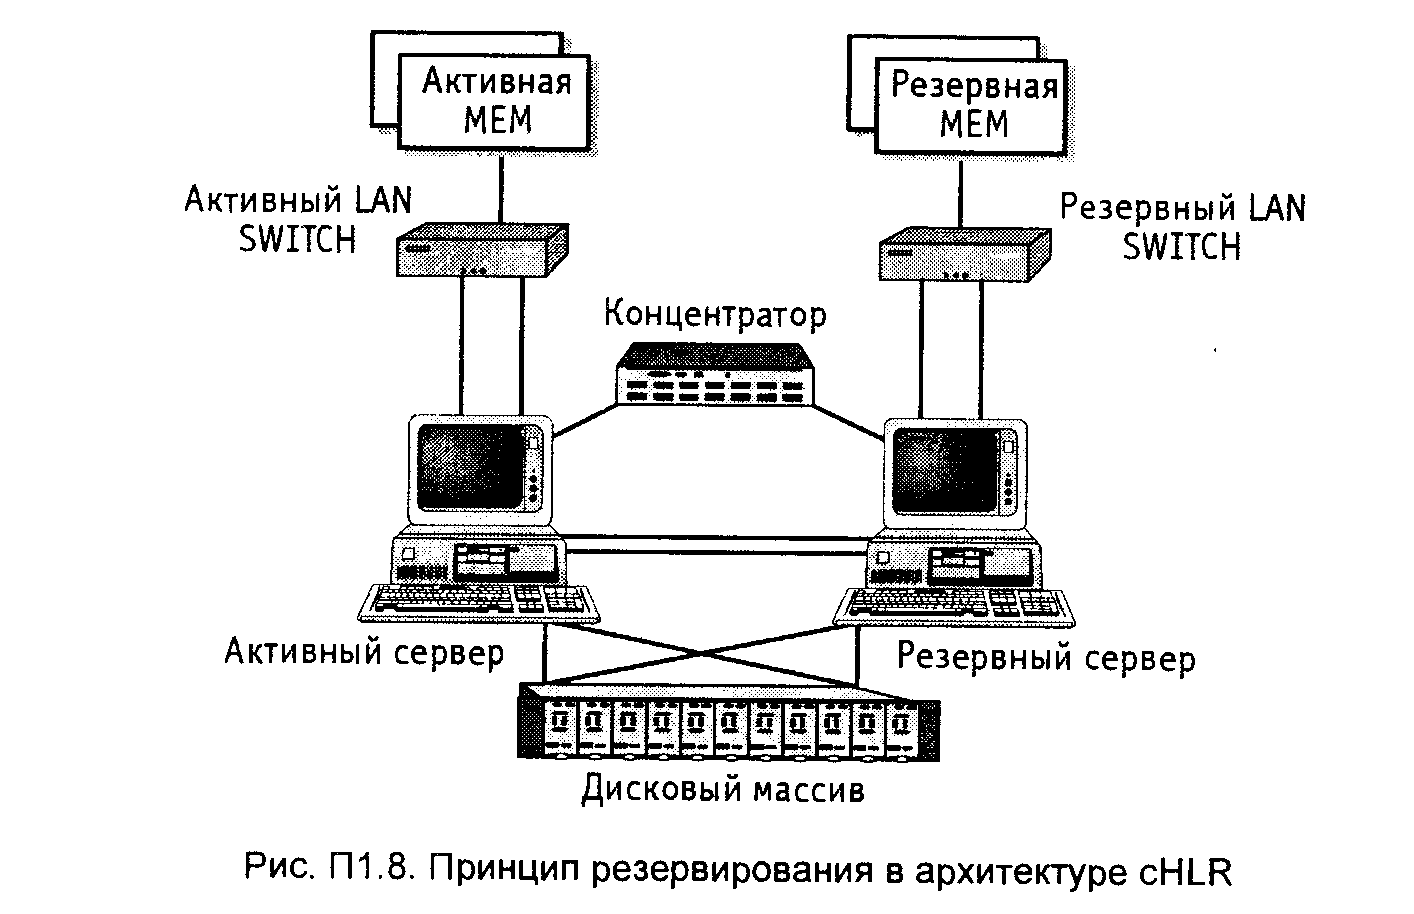 Активная
МЕМ
Резервная
МЕМ
Активный LAN
SWITCH
Резервный LAN
SWITCH
Концентратор
Активный сервер
Резервный сервер
Дисковый массив
Рис. П1.8. Принцип резервирования в архитектуре cHLR